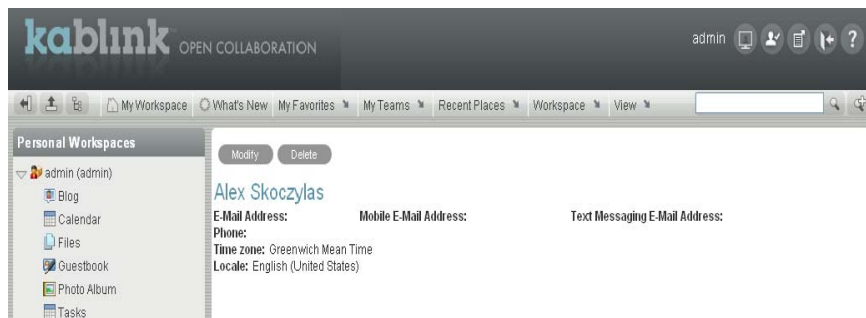 kablink OPEN COLLABORATION
admin ?
My Workspace What's New My Favorites My Teams Recent Places Workspace View
Personal Workspaces
admin (admin)
Blog
Calendar
Files
Guestbook
Photo Album
Tasks
Modify Delete
Alex Skoczylas
E-Mail Address: Mobile E-Mail Address: Text Messaging E-Mail Address:
Phone:
Time zone: Greenwich Mean Time
Locale: English (United States)